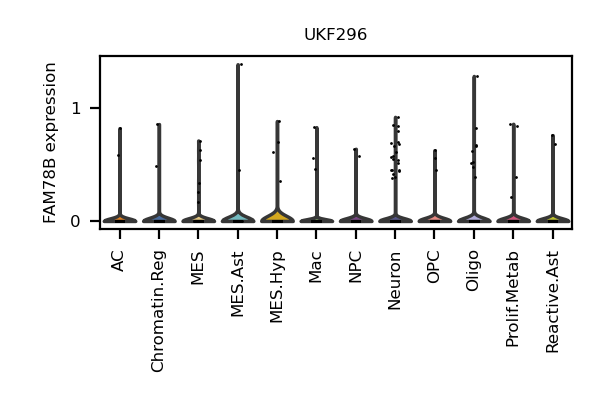 UKF296
FAM78B expression
1
0
AC
Chromatin.Reg
MES
MES.Ast
MES.Hyp
Mac
NPC
Neuron
OPC
Oligo
Prolif.Metab
Reactive.Ast